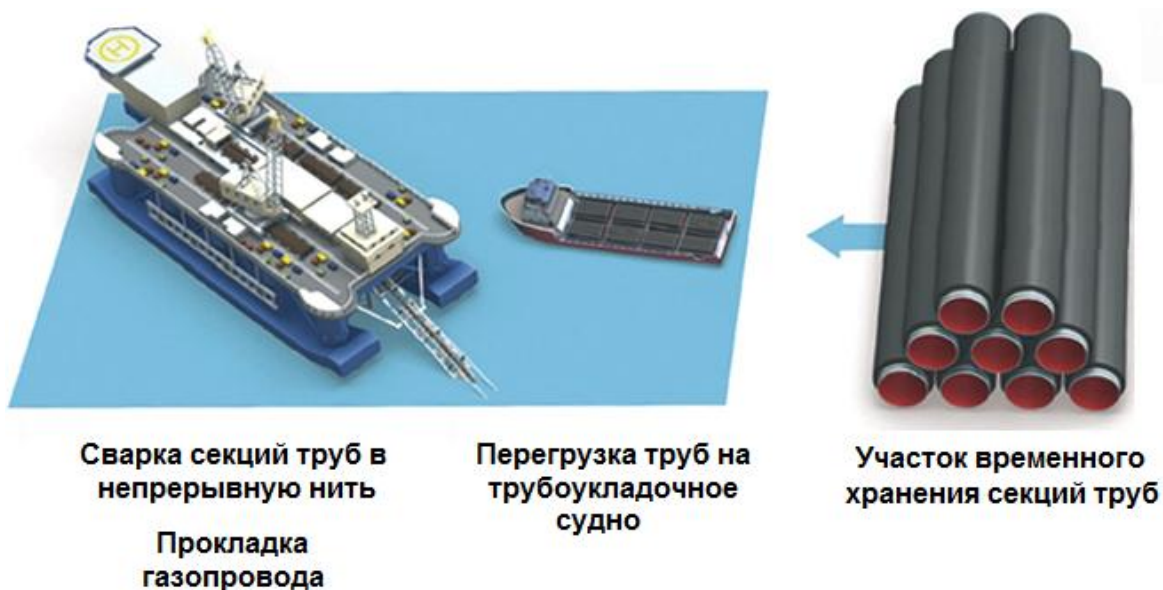 H
Сварка секций труб в
непрерывную нить
Прокладка
газопровода
Перегрузка труб на
трубоукладочное
судно
Участок временного
хранения секций труб